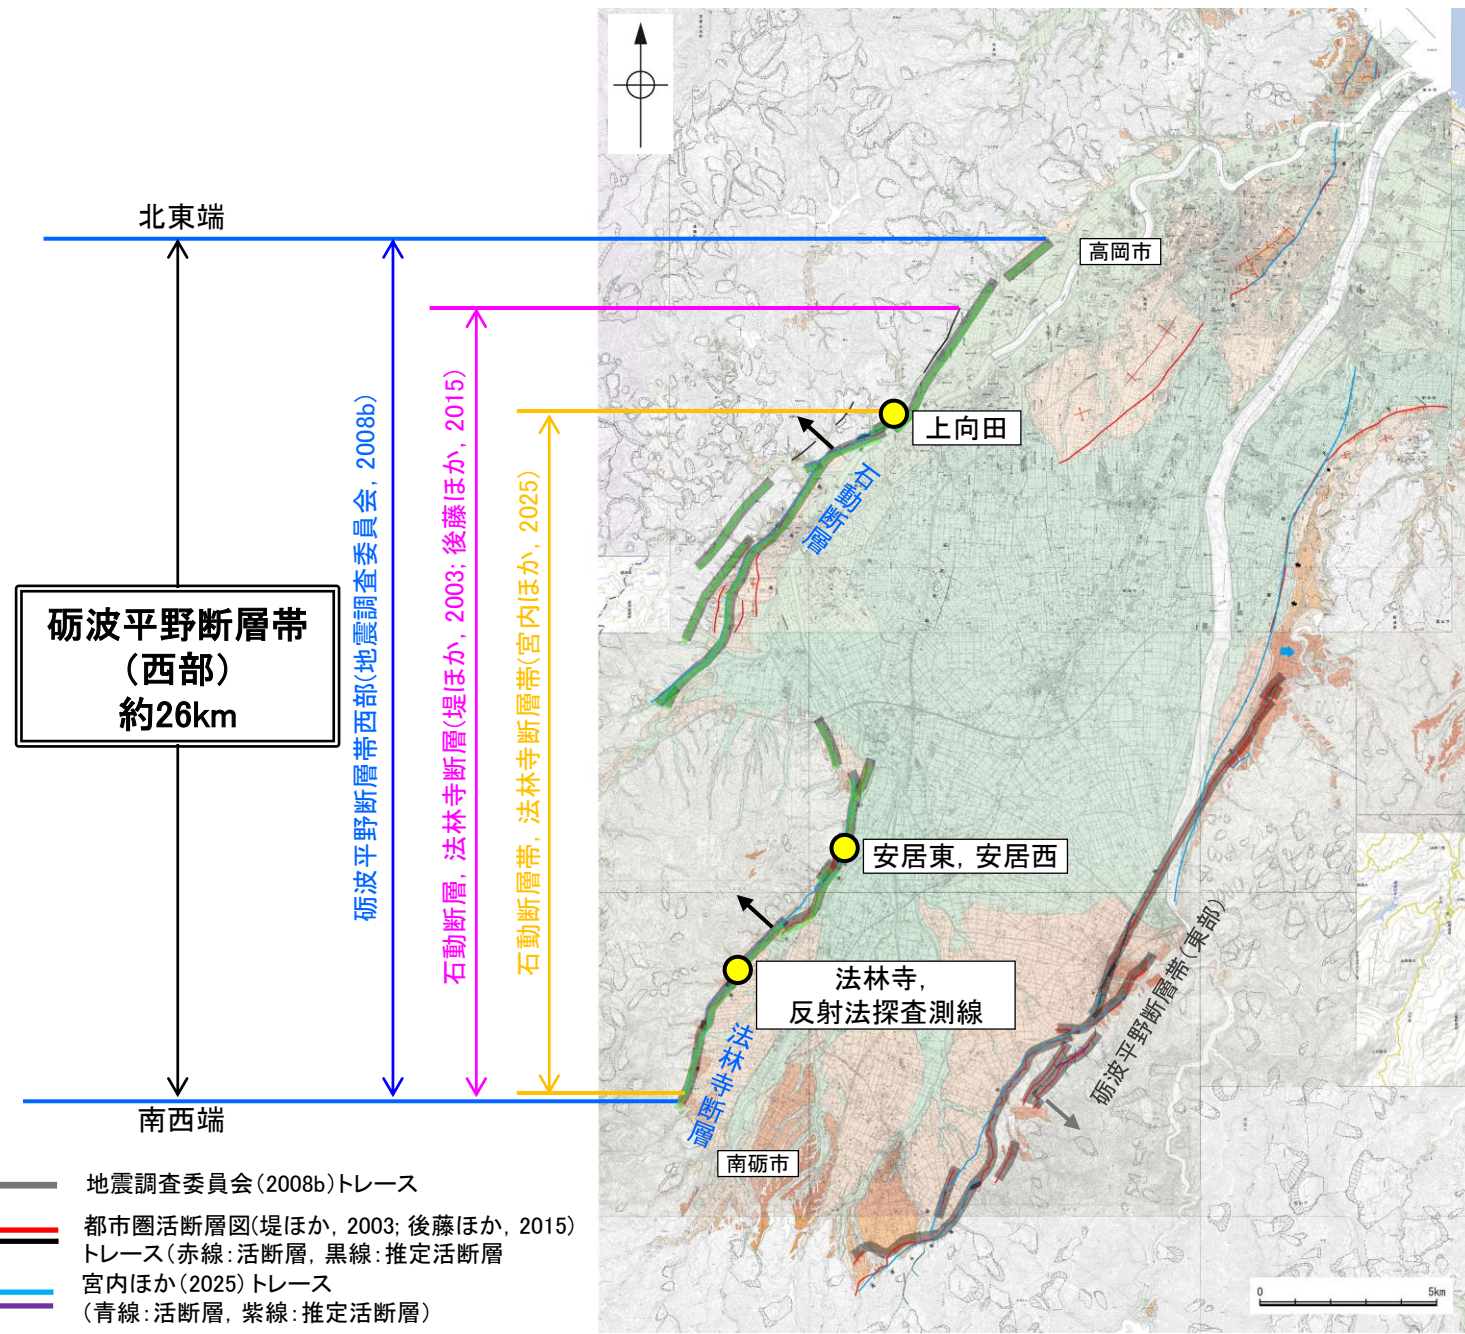 北東端
高岡市
上向田
石動断層
砺波平野断層帯
(西部)
約26km
砺波平野断層帯西部(地震調査委員会, 2008b)
石動断層, 法林寺断層(堤ほか, 2003; 後藤ほか, 2015)
石動断層帯, 法林寺断層帯(宮内ほか, 2025)
安居東, 安居西
法林寺,
反射法探査測線
法林寺断層
砺波平野断層帯(東部)
南西端
南砺市
地震調査委員会(2008b)トレース
都市圏活断層図(堤ほか, 2003; 後藤ほか, 2015)
トレース(赤線:活断層, 黒線:推定活断層
宮内ほか(2025)トレース
(青線:活断層, 紫線:推定活断層)
0 5km